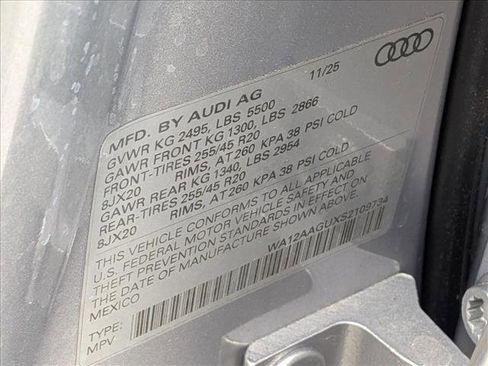 MFD. BY AUDI AG 11/25
GVWR KG 2495, LBS 5500
GAWR FRONT KG 1300, LBS 2866
FRONT-TIRES 255/45 R20
8JX20 RIMS, AT 260 KPA 38 PSI COLD
GAWR REAR KG 1340, LBS 2954
REAR-TIRES 255/45 R20
8JX20 RIMS, AT 260 KPA 38 PSI COLD
THIS VEHICLE CONFORMS TO ALL APPLICABLE
U.S. FEDERAL MOTOR VEHICLE SAFETY AND
THEFT PREVENTION STANDARDS IN EFFECT ON THE
DATE OF MANUFACTURE SHOWN ABOVE.
MEXICO WA12AAGUXS2109734
TYPE:
MPV